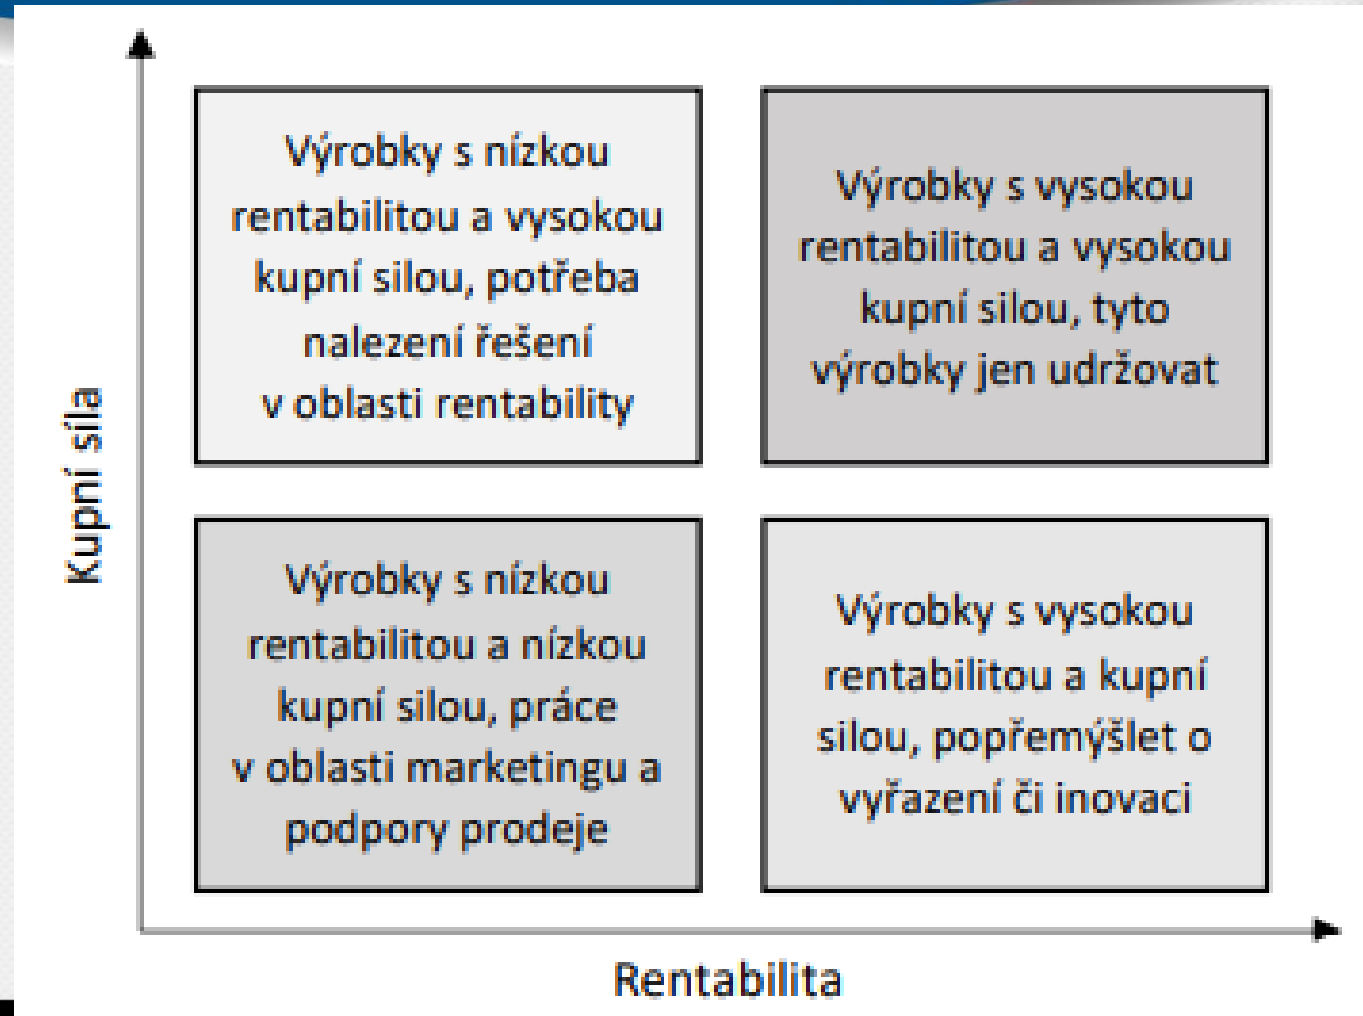 Kupní síla
Výrobky s nízkou
rentabilitou a vysokou
kupní silou, potřeba
nalezení řešení
v oblasti rentability
Výrobky s vysokou
rentabilitou a vysokou
kupní silou, tyto
výrobky jen udržovat
Výrobky s nízkou
rentabilitou a nízkou
kupní silou, práce
v oblasti marketingu a
podpory prodeje
Výrobky s vysokou
rentabilitou a kupní
silou, popřemýšlet o
vyřazení či inovaci
Rentabilita